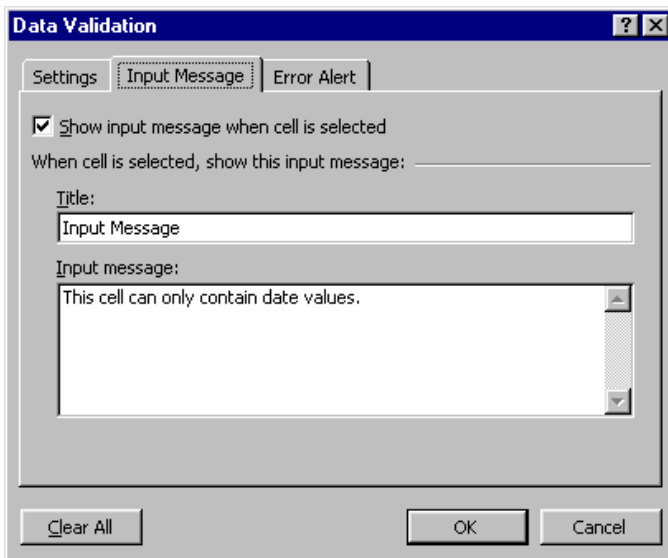 Data Validation
Settings Input Message Error Alert
Show input message when cell is selected
When cell is selected, show this input message:
Title:
Input Message
Input message:
This cell can only contain date values.
Clear All OK Cancel